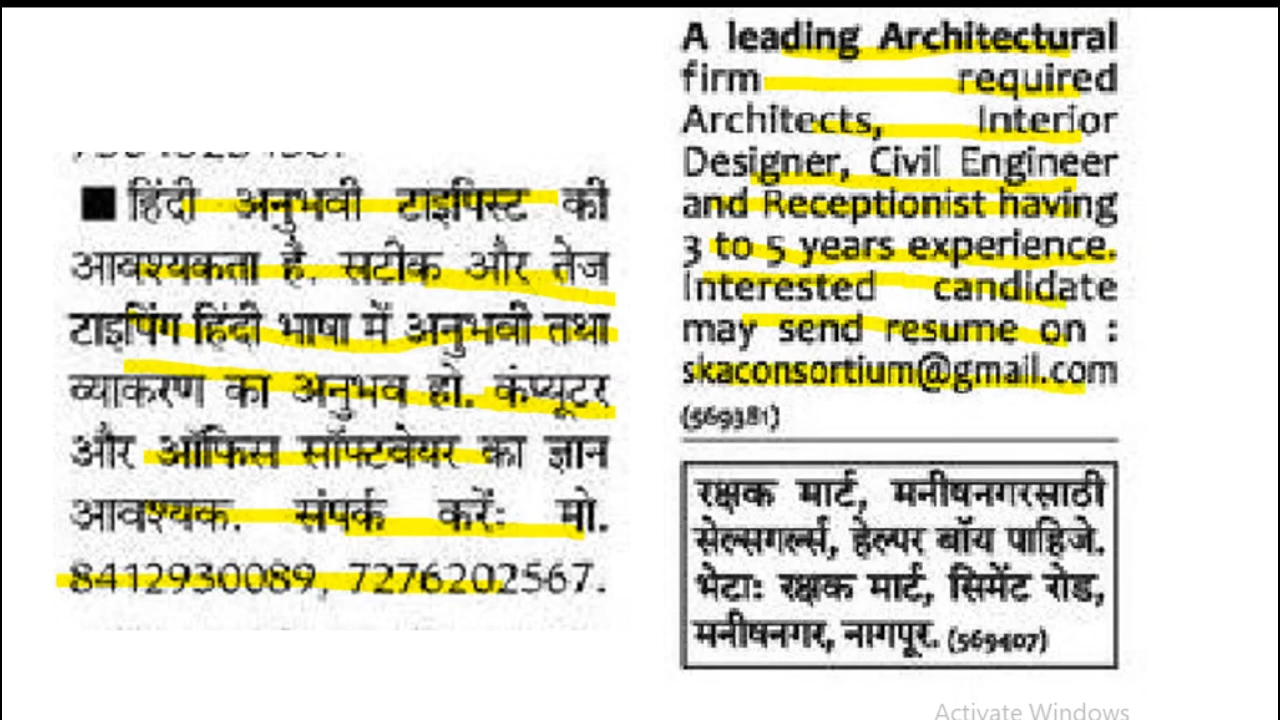 ■ हिंदी अनुभवी टाइपिस्ट की
आवश्यकता है. सटीक और तेज
टाइपिंग हिंदी भाषा में अनुभवी तथा
व्याकरण का अनुभव हो. कंप्यूटर
और ऑफिस सॉफ्टवेयर का ज्ञान
आवश्यक. संपर्क करें: मो.
8412930089, 7276202567.
A leading Architectural
firm required
Architects, Interior
Designer, Civil Engineer
and Receptionist having
3 to 5 years experience.
Interested candidate
may send resume on :
skaconsortium@gmail.com
(569381)
रक्षक मार्ट, मनीषनगरसाठी
सेल्सगर्ल्स, हेल्पर बॉय पाहिजे.
भेटा: रक्षक मार्ट, सिमेंट रोड,
मनीषनगर, नागपूर. (569407)
Activate Windows